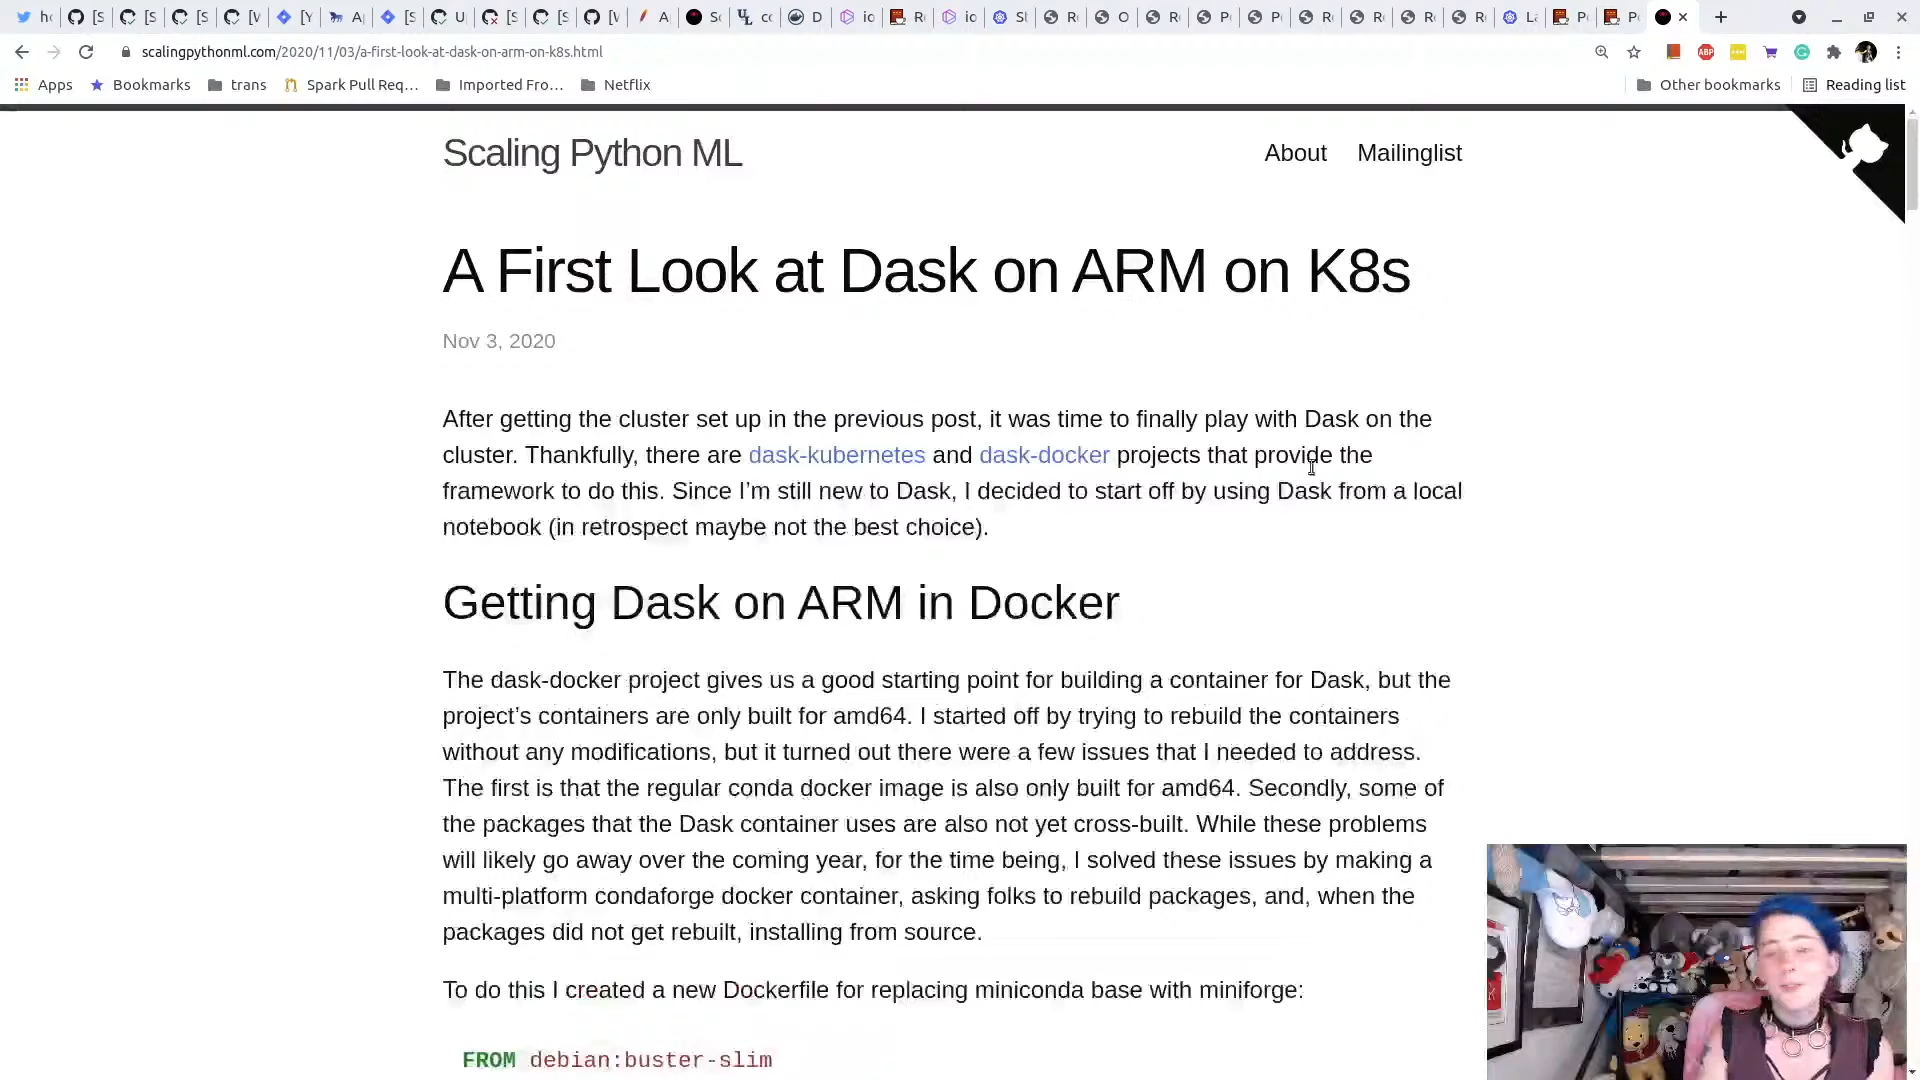 scalingpythonml.com/2020/11/03/a-first-look-at-dask-on-arm-on-k8s.html
Apps Bookmarks trans Spark Pull Req... Imported Fro... Netflix Other bookmarks Reading list
Scaling Python ML About Mailinglist
A First Look at Dask on ARM on K8s
Nov 3, 2020
After getting the cluster set up in the previous post, it was time to finally play with Dask on the
cluster. Thankfully, there are dask-kubernetes and dask-docker projects that provide the
framework to do this. Since I’m still new to Dask, I decided to start off by using Dask from a local
notebook (in retrospect maybe not the best choice).
Getting Dask on ARM in Docker
The dask-docker project gives us a good starting point for building a container for Dask, but the
project’s containers are only built for amd64. I started off by trying to rebuild the containers
without any modifications, but it turned out there were a few issues that I needed to address.
The first is that the regular conda docker image is also only built for amd64. Secondly, some of
the packages that the Dask container uses are also not yet cross-built. While these problems
will likely go away over the coming year, for the time being, I solved these issues by making a
multi-platform condaforge docker container, asking folks to rebuild packages, and, when the
packages did not get rebuilt, installing from source.
To do this I created a new Dockerfile for replacing miniconda base with miniforge:
FROM debian:buster-slim